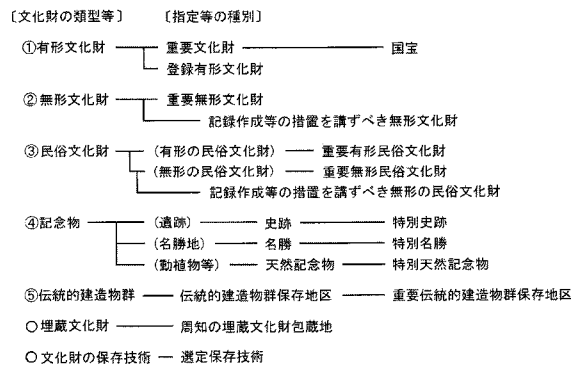 〔文化財の類型等〕 〔指定等の種別〕
①有形文化財 重要文化財 国宝
登録有形文化財
②無形文化財 重要無形文化財
記録作成等の措置を講ずべき無形文化財
③民俗文化財 (有形の民俗文化財) 重要有形民俗文化財
(無形の民俗文化財) 重要無形民俗文化財
記録作成等の措置を講ずべき無形の民俗文化財
④記念物 (遺跡) 史跡 特別史跡
(名勝地) 名勝 特別名勝
(動植物等) 天然記念物 特別天然記念物
⑤伝統的建造物群 伝統的建造物群保存地区 重要伝統的建造物群保存地区
○埋蔵文化財 周知の埋蔵文化財包蔵地
○文化財の保存技術 選定保存技術